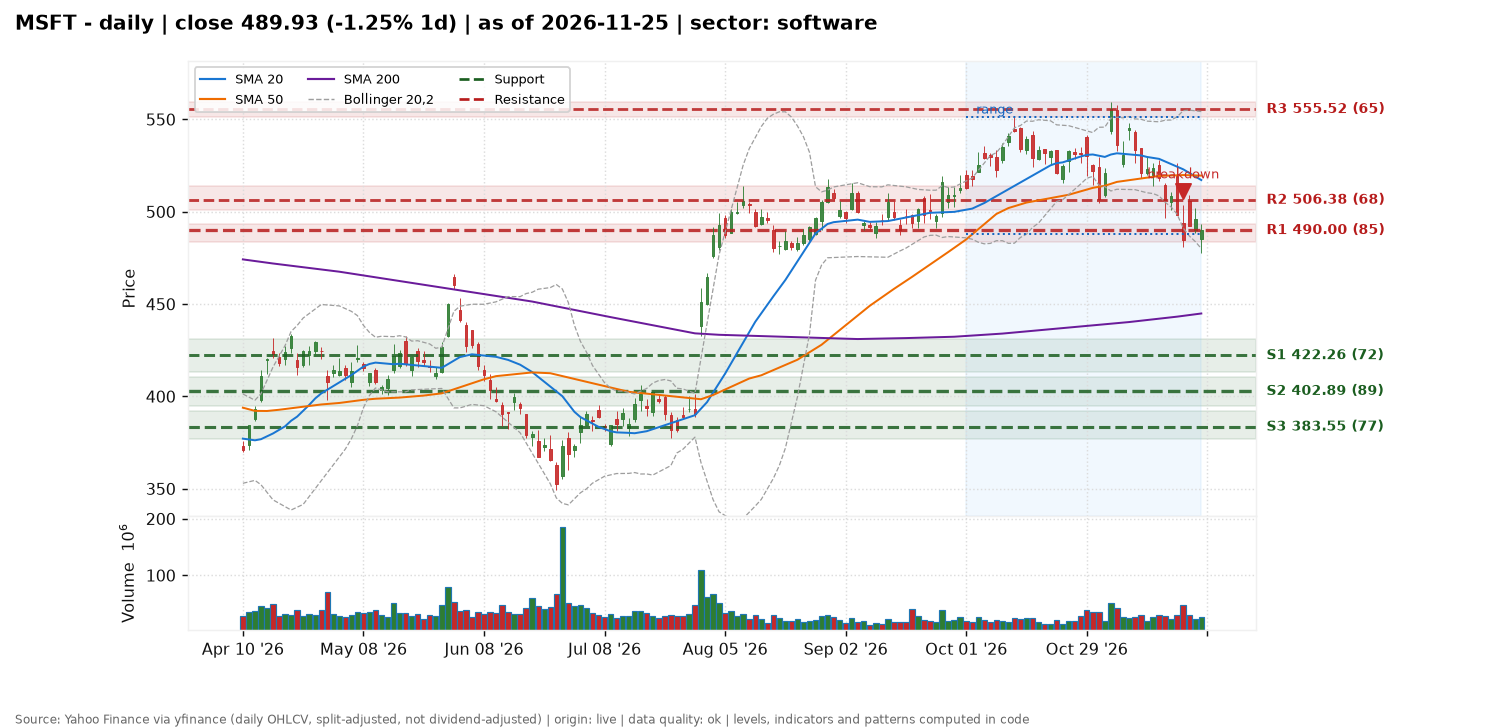 MSFT - daily | close 489.93 (-1.25% 1d) | as of 2026-11-25 | sector: software
SMA 20
SMA 50
SMA 200
Bollinger 20,2
Support
Resistance
range
breakdown
R3 555.52 (65)
R2 506.38 (68)
R1 490.00 (85)
S1 422.26 (72)
S2 402.89 (89)
S3 383.55 (77)
Price
550
500
450
400
350
Volume 10⁶
200
100
Apr 10 '26
May 08 '26
Jun 08 '26
Jul 08 '26
Aug 05 '26
Sep 02 '26
Oct 01 '26
Oct 29 '26
Source: Yahoo Finance via yfinance (daily OHLCV, split-adjusted, not dividend-adjusted) | origin: live | data quality: ok | levels, indicators and patterns computed in code